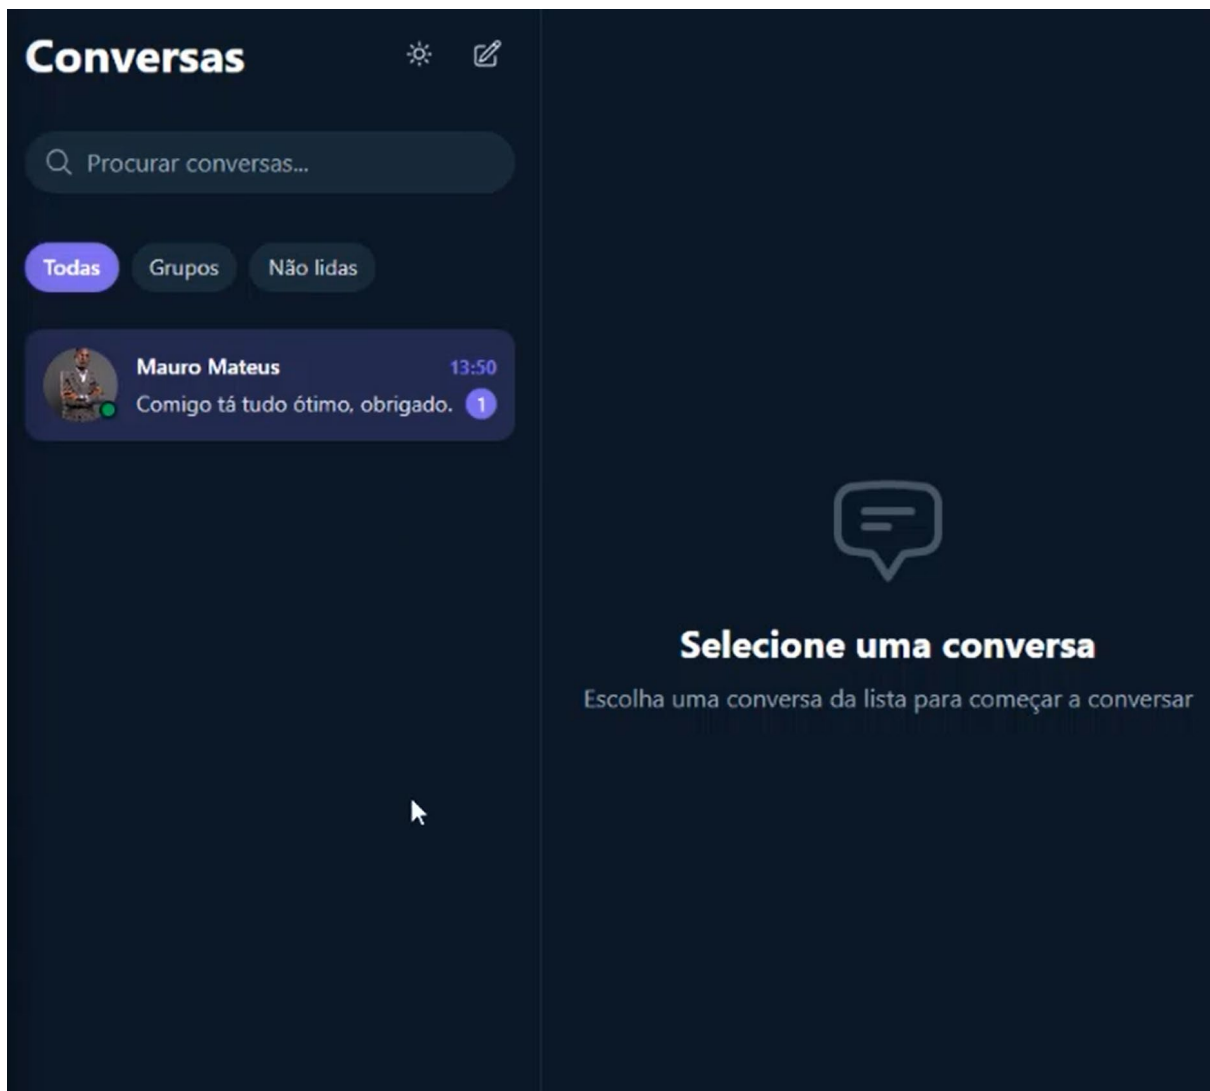 Conversas
Procurar conversas...
Todas
Grupos
Não lidas
Mauro Mateus
13:50
Comigo tá tudo ótimo, obrigado.
1
Selecione uma conversa
Escolha uma conversa da lista para começar a conversar